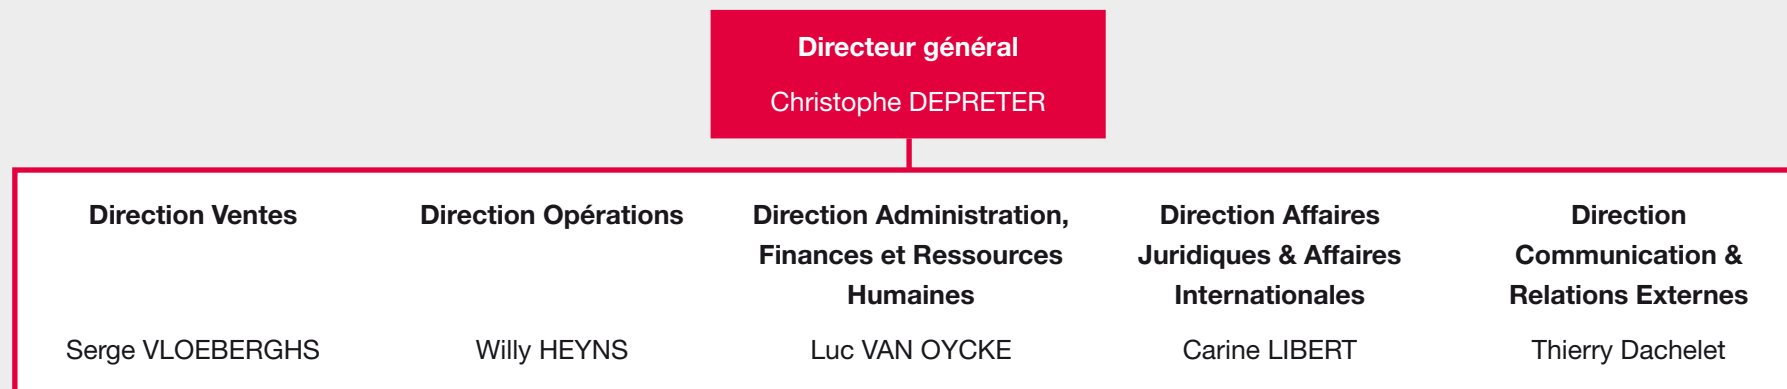 Directeur général
Christophe DEPRETER
Direction Ventes
Serge VLOEBERGHS
Direction Opérations
Willy HEYNS
Direction Administration,
Finances et Ressources
Humaines
Luc VAN OYCKE
Direction Affaires
Juridiques & Affaires
Internationales
Carine LIBERT
Direction
Communication &
Relations Externes
Thierry Dachelet